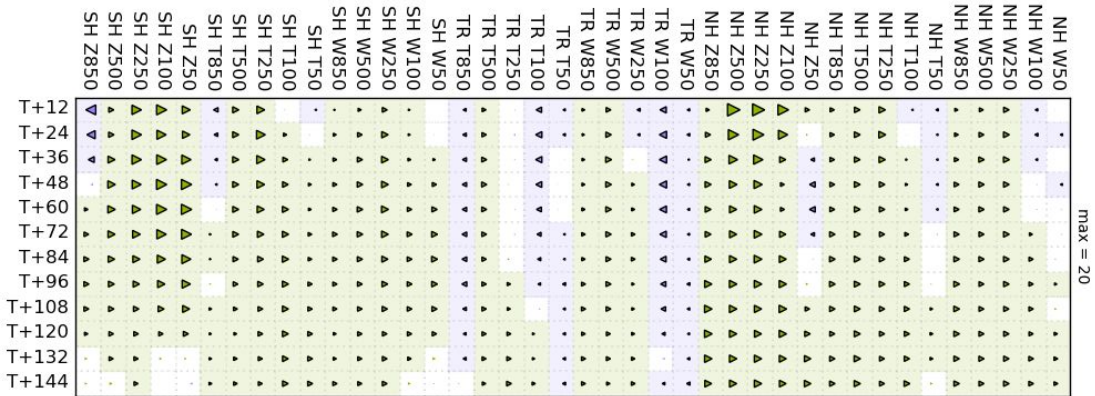 SH Z850
SH Z500
SH Z250
SH Z100
SH Z50
SH T850
SH T500
SH T250
SH T100
SH T50
SH W850
SH W500
SH W250
SH W100
SH W50
TR T850
TR T500
TR T250
TR T100
TR T50
TR W850
TR W500
TR W250
TR W100
TR W50
NH Z850
NH Z500
NH Z250
NH Z100
NH Z50
NH T850
NH T500
NH T250
NH T100
NH T50
NH W850
NH W500
NH W250
NH W100
NH W50
T+12
T+24
T+36
T+48
T+60
T+72
T+84
T+96
T+108
T+120
T+132
T+144
max = 20